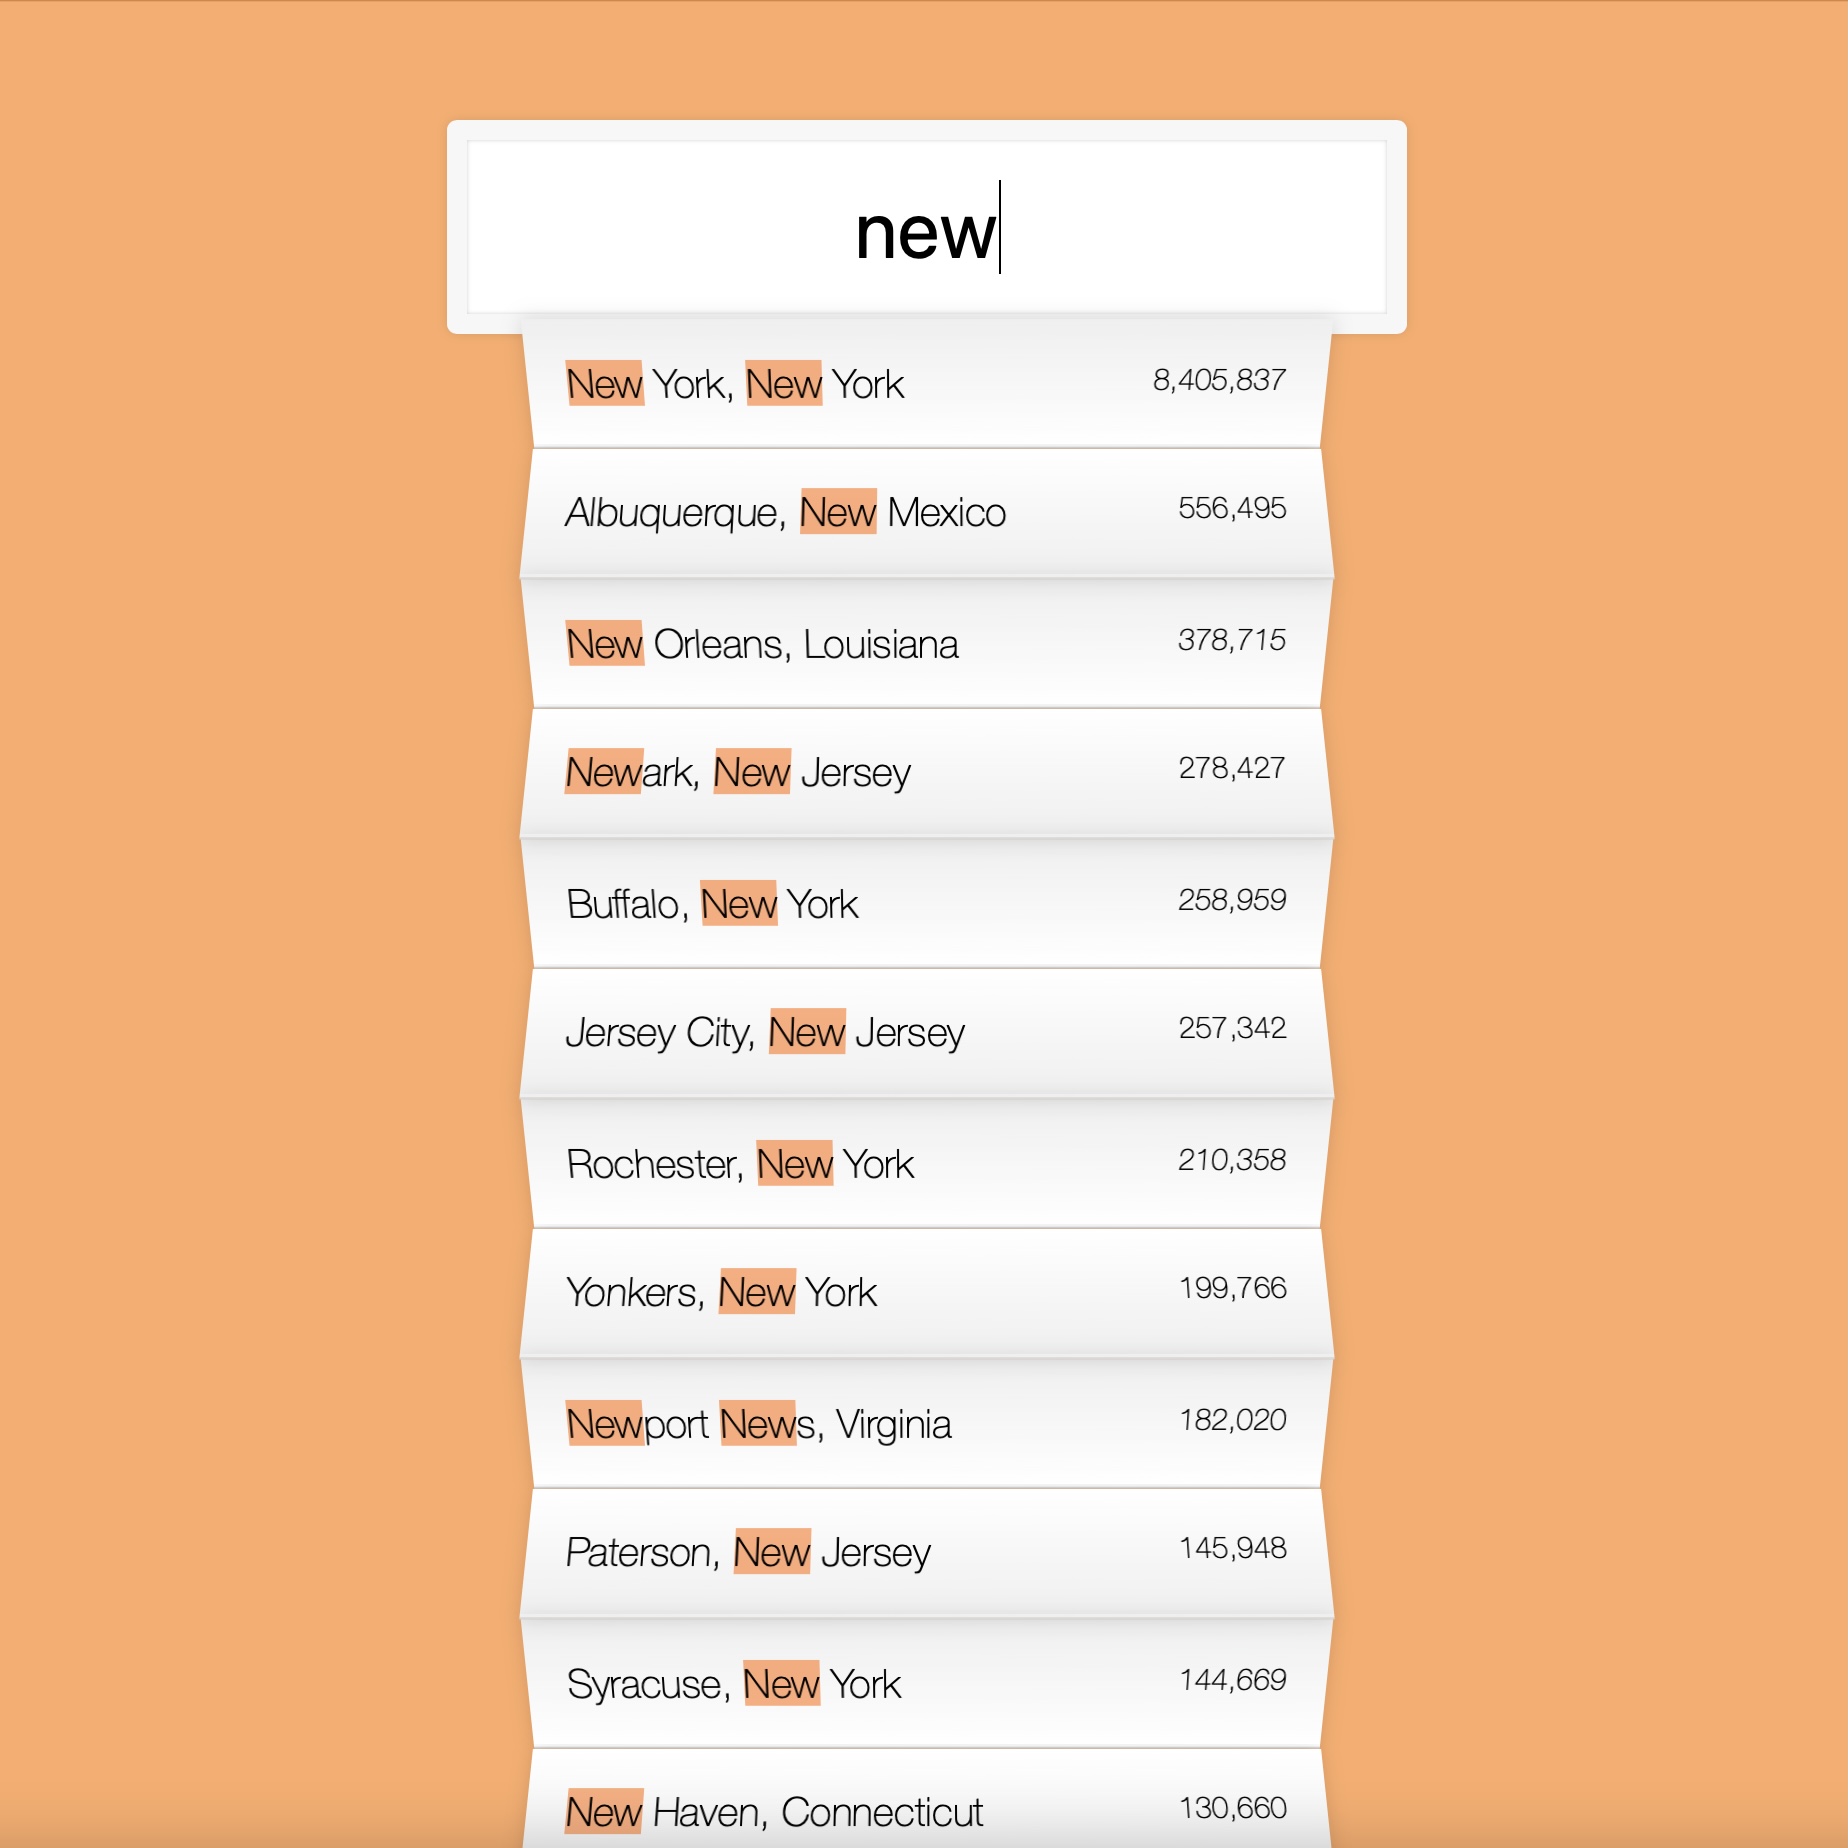 new
New York, New York 8,405,837
Albuquerque, New Mexico 556,495
New Orleans, Louisiana 378,715
Newark, New Jersey 278,427
Buffalo, New York 258,959
Jersey City, New Jersey 257,342
Rochester, New York 210,358
Yonkers, New York 199,766
Newport News, Virginia 182,020
Paterson, New Jersey 145,948
Syracuse, New York 144,669
New Haven, Connecticut 130,660